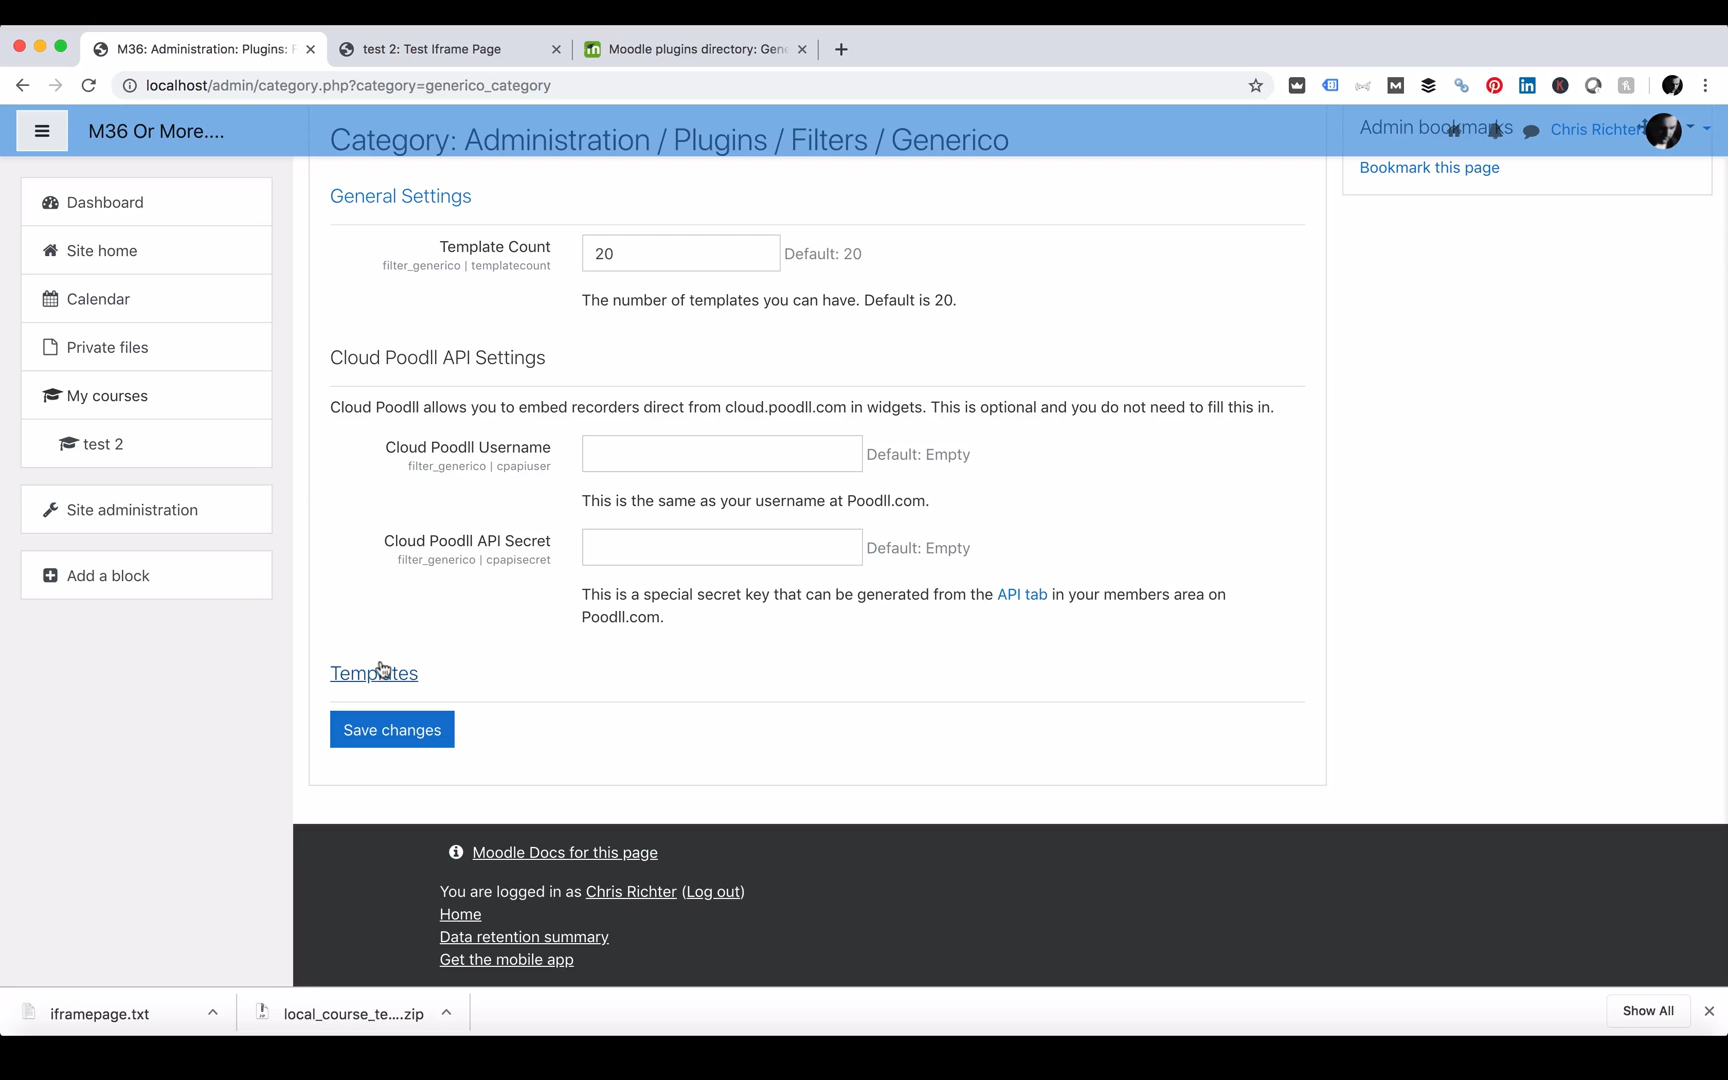 M36: Administration: Plugins: F
test 2: Test Iframe Page
Moodle plugins directory: Gene
localhost/admin/category.php?category=generico_category
M36 Or More....
Category: Administration / Plugins / Filters / Generico
Admin bookmarks
Chris Richter
Bookmark this page
Dashboard
Site home
Calendar
Private files
My courses
test 2
Site administration
Add a block
General Settings
Template Count
filter_generico | templatecount
20
Default: 20
The number of templates you can have. Default is 20.
Cloud Poodll API Settings
Cloud Poodll allows you to embed recorders direct from cloud.poodll.com in widgets. This is optional and you do not need to fill this in.
Cloud Poodll Username
filter_generico | cpapiuser
Default: Empty
This is the same as your username at Poodll.com.
Cloud Poodll API Secret
filter_generico | cpapisecret
Default: Empty
This is a special secret key that can be generated from the API tab in your members area on
Poodll.com.
Templates
Save changes
Moodle Docs for this page
You are logged in as Chris Richter (Log out)
Home
Data retention summary
Get the mobile app
iframepage.txt
local_course_te....zip
Show All